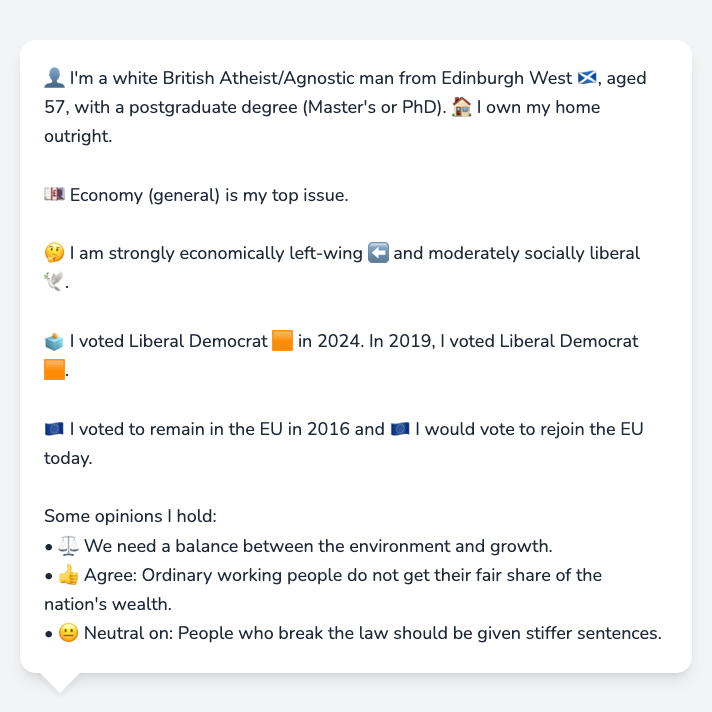 👤 I'm a white British Atheist/Agnostic man from Edinburgh West 🏴󠁧󠁢󠁳󠁣󠁴󠁿, aged
57, with a postgraduate degree (Master's or PhD). 🏠 I own my home
outright.
💷 Economy (general) is my top issue.
🤔 I am strongly economically left-wing ⬅️ and moderately socially liberal
🕊️.
🗳️ I voted Liberal Democrat 🟧 in 2024. In 2019, I voted Liberal Democrat
🟧.
🇪🇺 I voted to remain in the EU in 2016 and 🇪🇺 I would vote to rejoin the EU
today.
Some opinions I hold:
• ⚖️ We need a balance between the environment and growth.
• 👍 Agree: Ordinary working people do not get their fair share of the
nation's wealth.
• 😐 Neutral on: People who break the law should be given stiffer sentences.